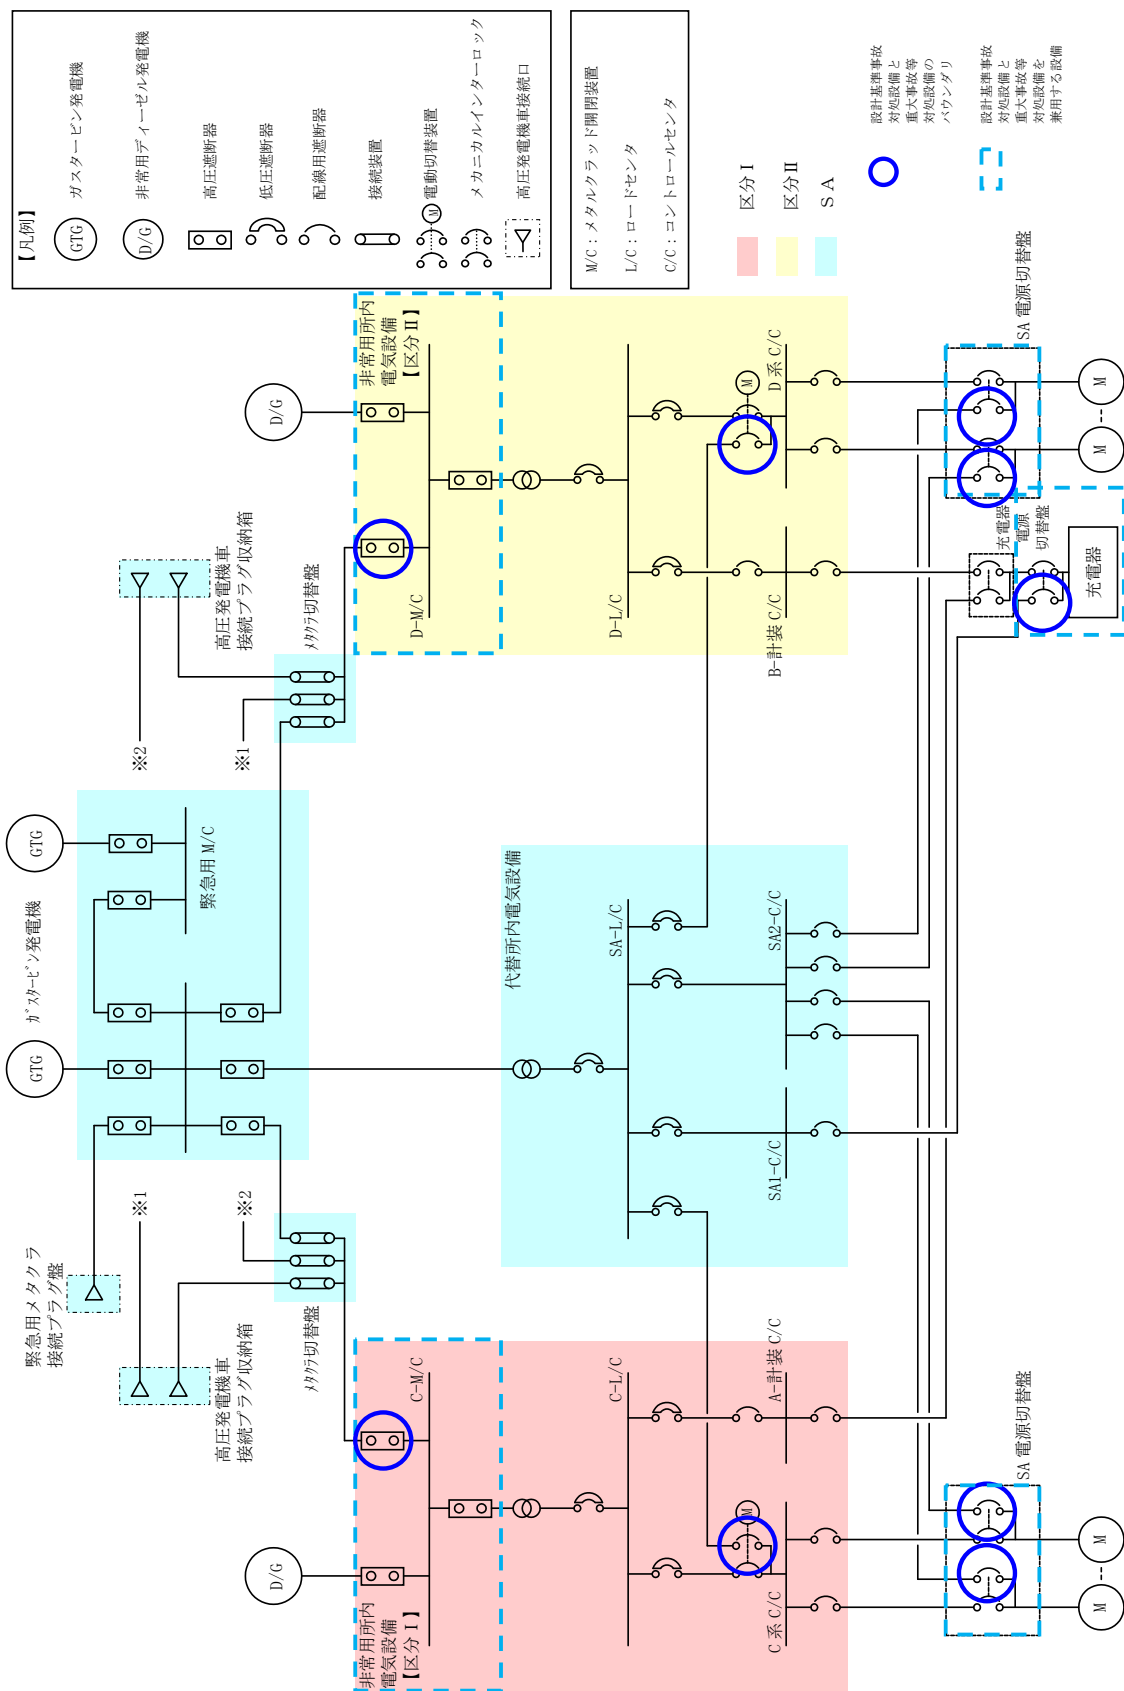 【凡例】
GTG
ガスタービン発電機
D/G
非常用ディーゼル発電機
高圧遮断器
低圧遮断器
配線用遮断器
接続装置
M
電動切替装置
メカニカルインターロック
高圧発電機車接続口
M/C：メタルクラッド開閉装置
L/C：ロードセンタ
C/C：コントロールセンタ
区分Ⅰ
区分Ⅱ
ＳＡ
設計基準事故
対処設備と
重大事故等
対処設備の
バウンダリ
設計基準事故
対処設備と
重大事故等
対処設備を
兼用する設備
緊急用メタクラ
接続プラグ盤
GTG
ｶﾞｽﾀｰﾋﾞﾝ発電機
GTG
緊急用 M/C
※1
※2
高圧発電機車
接続プラグ収納箱
ﾒﾀｸﾗ切替盤
※2
※1
高圧発電機車
接続プラグ収納箱
ﾒﾀｸﾗ切替盤
D/G
非常用所内
電気設備
【区分Ⅰ】
C-M/C
C-L/C
C 系 C/C
M
A-計装 C/C
代替所内電気設備
SA-L/C
SA1-C/C
SA2-C/C
D/G
非常用所内
電気設備
【区分Ⅱ】
D-M/C
D-L/C
B-計装 C/C
D 系 C/C
M
SA 電源切替盤
M
M
充電器
電源
切替盤
充電器
SA 電源切替盤
M
M